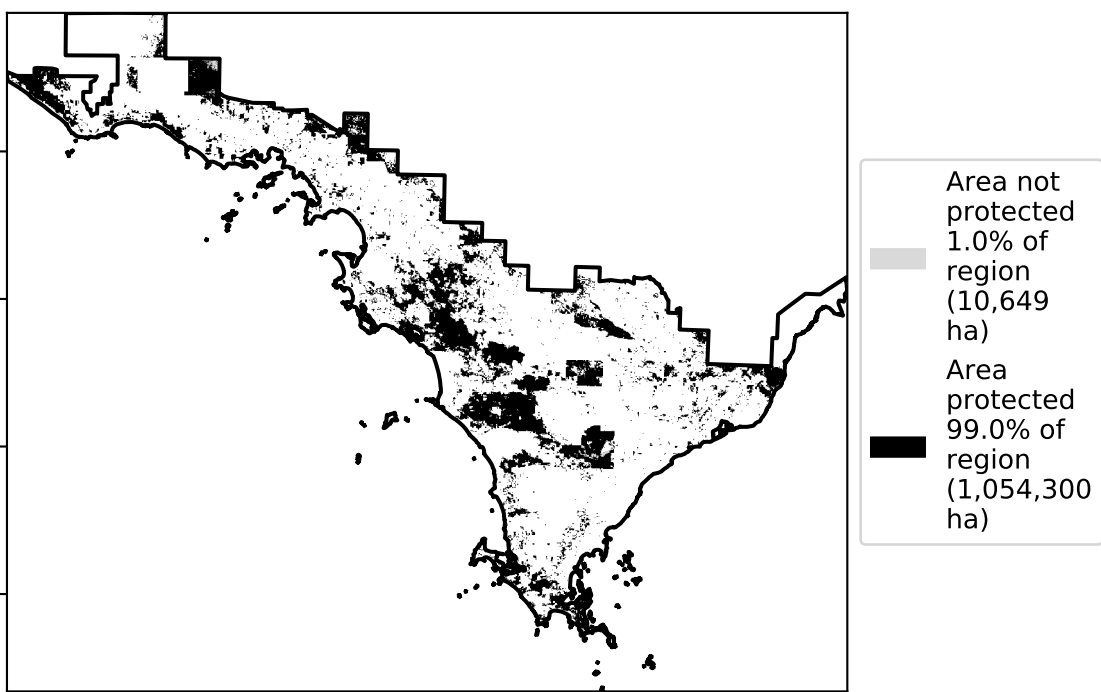 Area not
protected
1.0% of
region
(10,649
ha)
Area
protected
99.0% of
region
(1,054,300
ha)